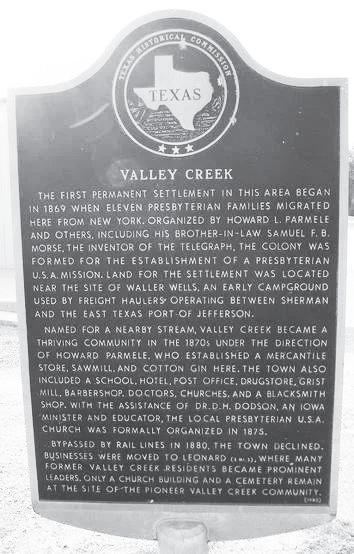 TEXAS HISTORICAL COMMISSION
TEXAS
VALLEY CREEK
THE FIRST PERMANENT SETTLEMENT IN THIS AREA BEGAN
IN 1869 WHEN ELEVEN PRESBYTERIAN FAMILIES MIGRATED
HERE FROM NEW YORK. ORGANIZED BY HOWARD L. PARMELE
AND OTHERS, INCLUDING HIS BROTHER-IN-LAW SAMUEL F. B.
MORSE, THE INVENTOR OF THE TELEGRAPH, THE COLONY WAS
FORMED FOR THE ESTABLISHMENT OF A PRESBYTERIAN
U.S.A. MISSION. LAND FOR THE SETTLEMENT WAS LOCATED
NEAR THE SITE OF WALLER WELLS, AN EARLY CAMPGROUND
USED BY FREIGHT HAULERS OPERATING BETWEEN SHERMAN
AND THE EAST TEXAS PORT OF JEFFERSON.
NAMED FOR A NEARBY STREAM, VALLEY CREEK BECAME A
THRIVING COMMUNITY IN THE 1870s UNDER THE DIRECTION
OF HOWARD PARMELE, WHO ESTABLISHED A MERCANTILE
STORE, SAWMILL, AND COTTON GIN HERE. THE TOWN ALSO
INCLUDED A SCHOOL, HOTEL, POST OFFICE, DRUGSTORE, GRIST
MILL, BARBERSHOP, DOCTORS, CHURCHES, AND A BLACKSMITH
SHOP. WITH THE ASSISTANCE OF DR. D.H. DODSON, AN IOWA
MINISTER AND EDUCATOR, THE LOCAL PRESBYTERIAN U.S.A.
CHURCH WAS FORMALLY ORGANIZED IN 1875.
BYPASSED BY RAIL LINES IN 1880, THE TOWN DECLINED.
BUSINESSES WERE MOVED TO LEONARD (3 MI. S), WHERE MANY
FORMER VALLEY CREEK RESIDENTS BECAME PROMINENT
LEADERS. ONLY A CHURCH BUILDING AND A CEMETERY REMAIN
AT THE SITE OF THE PIONEER VALLEY CREEK COMMUNITY.